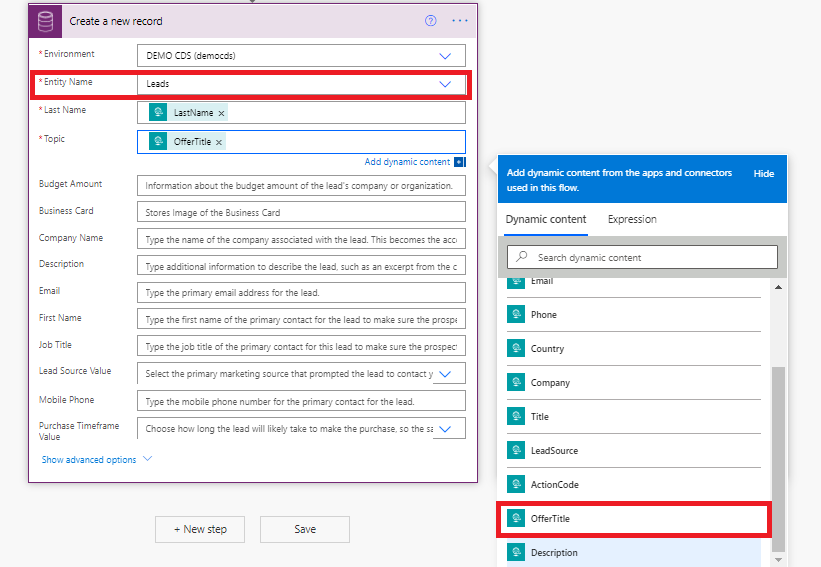 Create a new record
* Environment
DEMO CDS (democds)
* Entity Name
Leads
* Last Name
LastName ×
* Topic
OfferTitle ×
Add dynamic content
Budget Amount
Information about the budget amount of the lead's company or organization.
Business Card
Stores Image of the Business Card
Company Name
Type the name of the company associated with the lead. This becomes the acc
Description
Type additional information to describe the lead, such as an excerpt from the c
Email
Type the primary email address for the lead.
First Name
Type the first name of the primary contact for the lead to make sure the prospe
Job Title
Type the job title of the primary contact for this lead to make sure the prospect
Lead Source Value
Select the primary marketing source that prompted the lead to contact y
Mobile Phone
Type the mobile phone number for the primary contact for the lead.
Purchase Timeframe
Value
Choose how long the lead will likely take to make the purchase, so the sa
Show advanced options
+ New step
Save
Add dynamic content from the apps and connectors
used in this flow.
Hide
Dynamic content
Expression
Search dynamic content
Email
Phone
Country
Company
Title
LeadSource
ActionCode
OfferTitle
Description